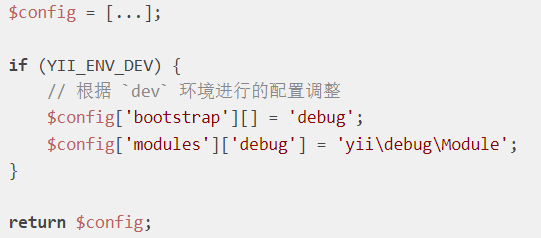 $config = [...];
if (YII_ENV_DEV) {
    // 根据 `dev` 环境进行的配置调整
    $config['bootstrap'][] = 'debug';
    $config['modules']['debug'] = 'yii\debug\Module';
}
return $config;